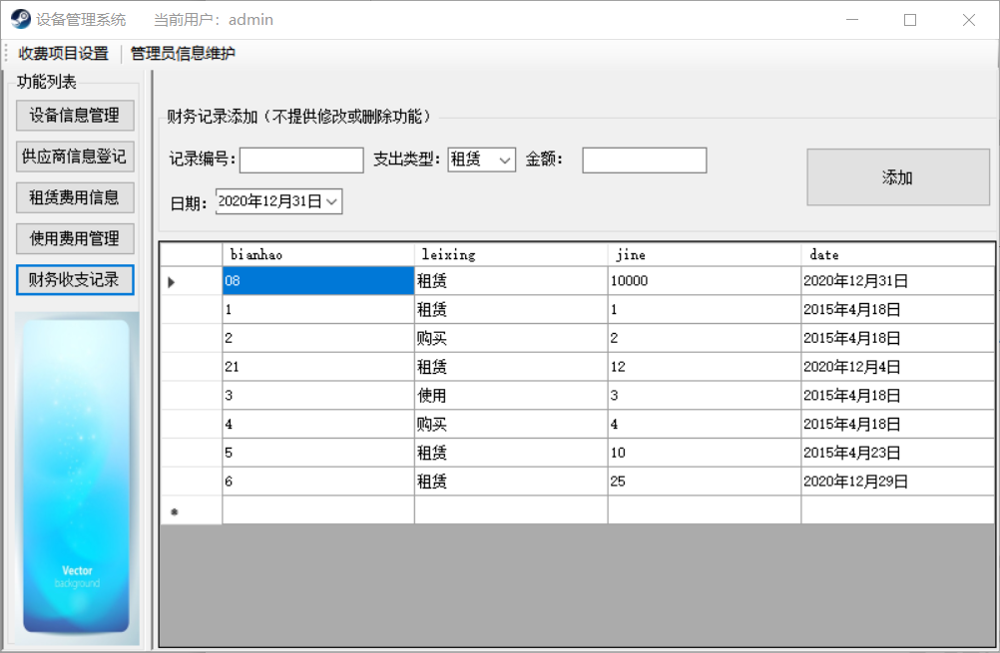 设备管理系统 当前用户：admin
收费项目设置 管理员信息维护
功能列表
设备信息管理
供应商信息登记
租赁费用信息
使用费用管理
财务收支记录
Vector
background
财务记录添加（不提供修改或删除功能）
记录编号： 支出类型： 租赁 金额：
添加
日期： 2020年12月31日
bianhao leixing jine date
08 租赁 10000 2020年12月31日
1 租赁 1 2015年4月18日
2 购买 2 2015年4月18日
21 租赁 12 2020年12月4日
3 使用 3 2015年4月18日
4 购买 4 2015年4月18日
5 租赁 10 2015年4月23日
6 租赁 25 2020年12月29日